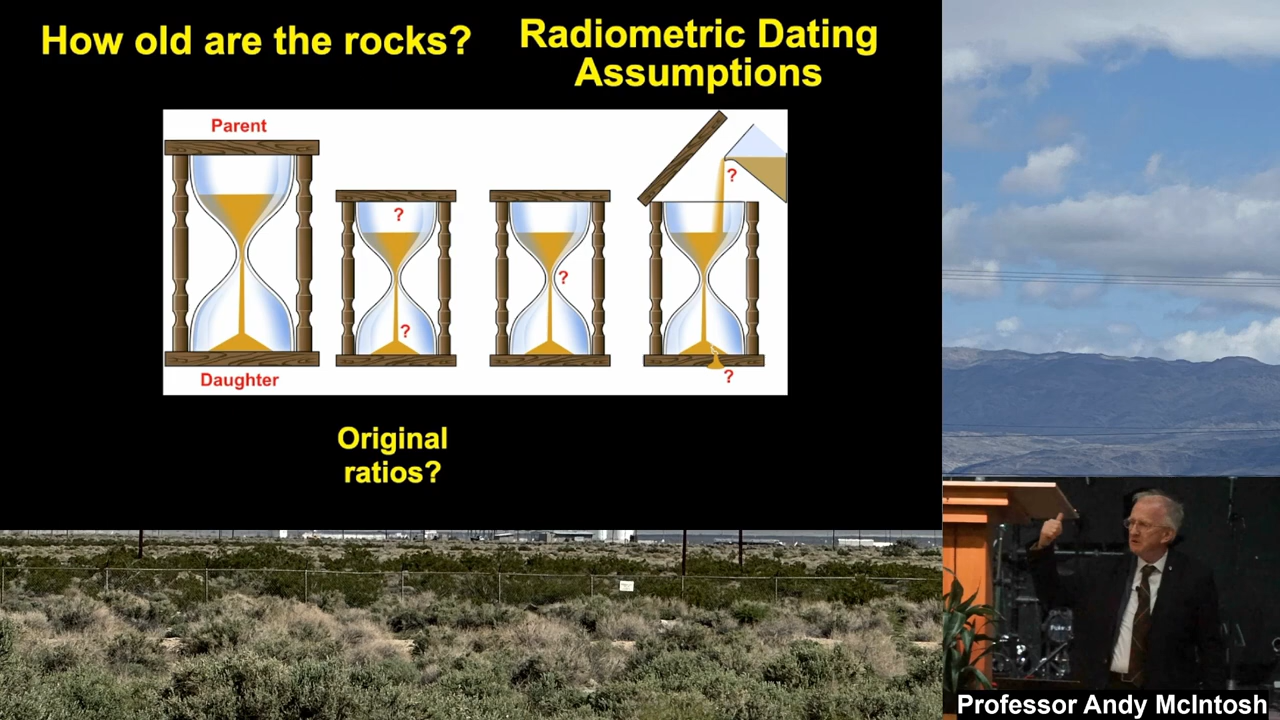 How old are the rocks?
Radiometric Dating
Assumptions
Parent
?
?
?
?
?
Daughter
Original
ratios?
Professor Andy McIntosh